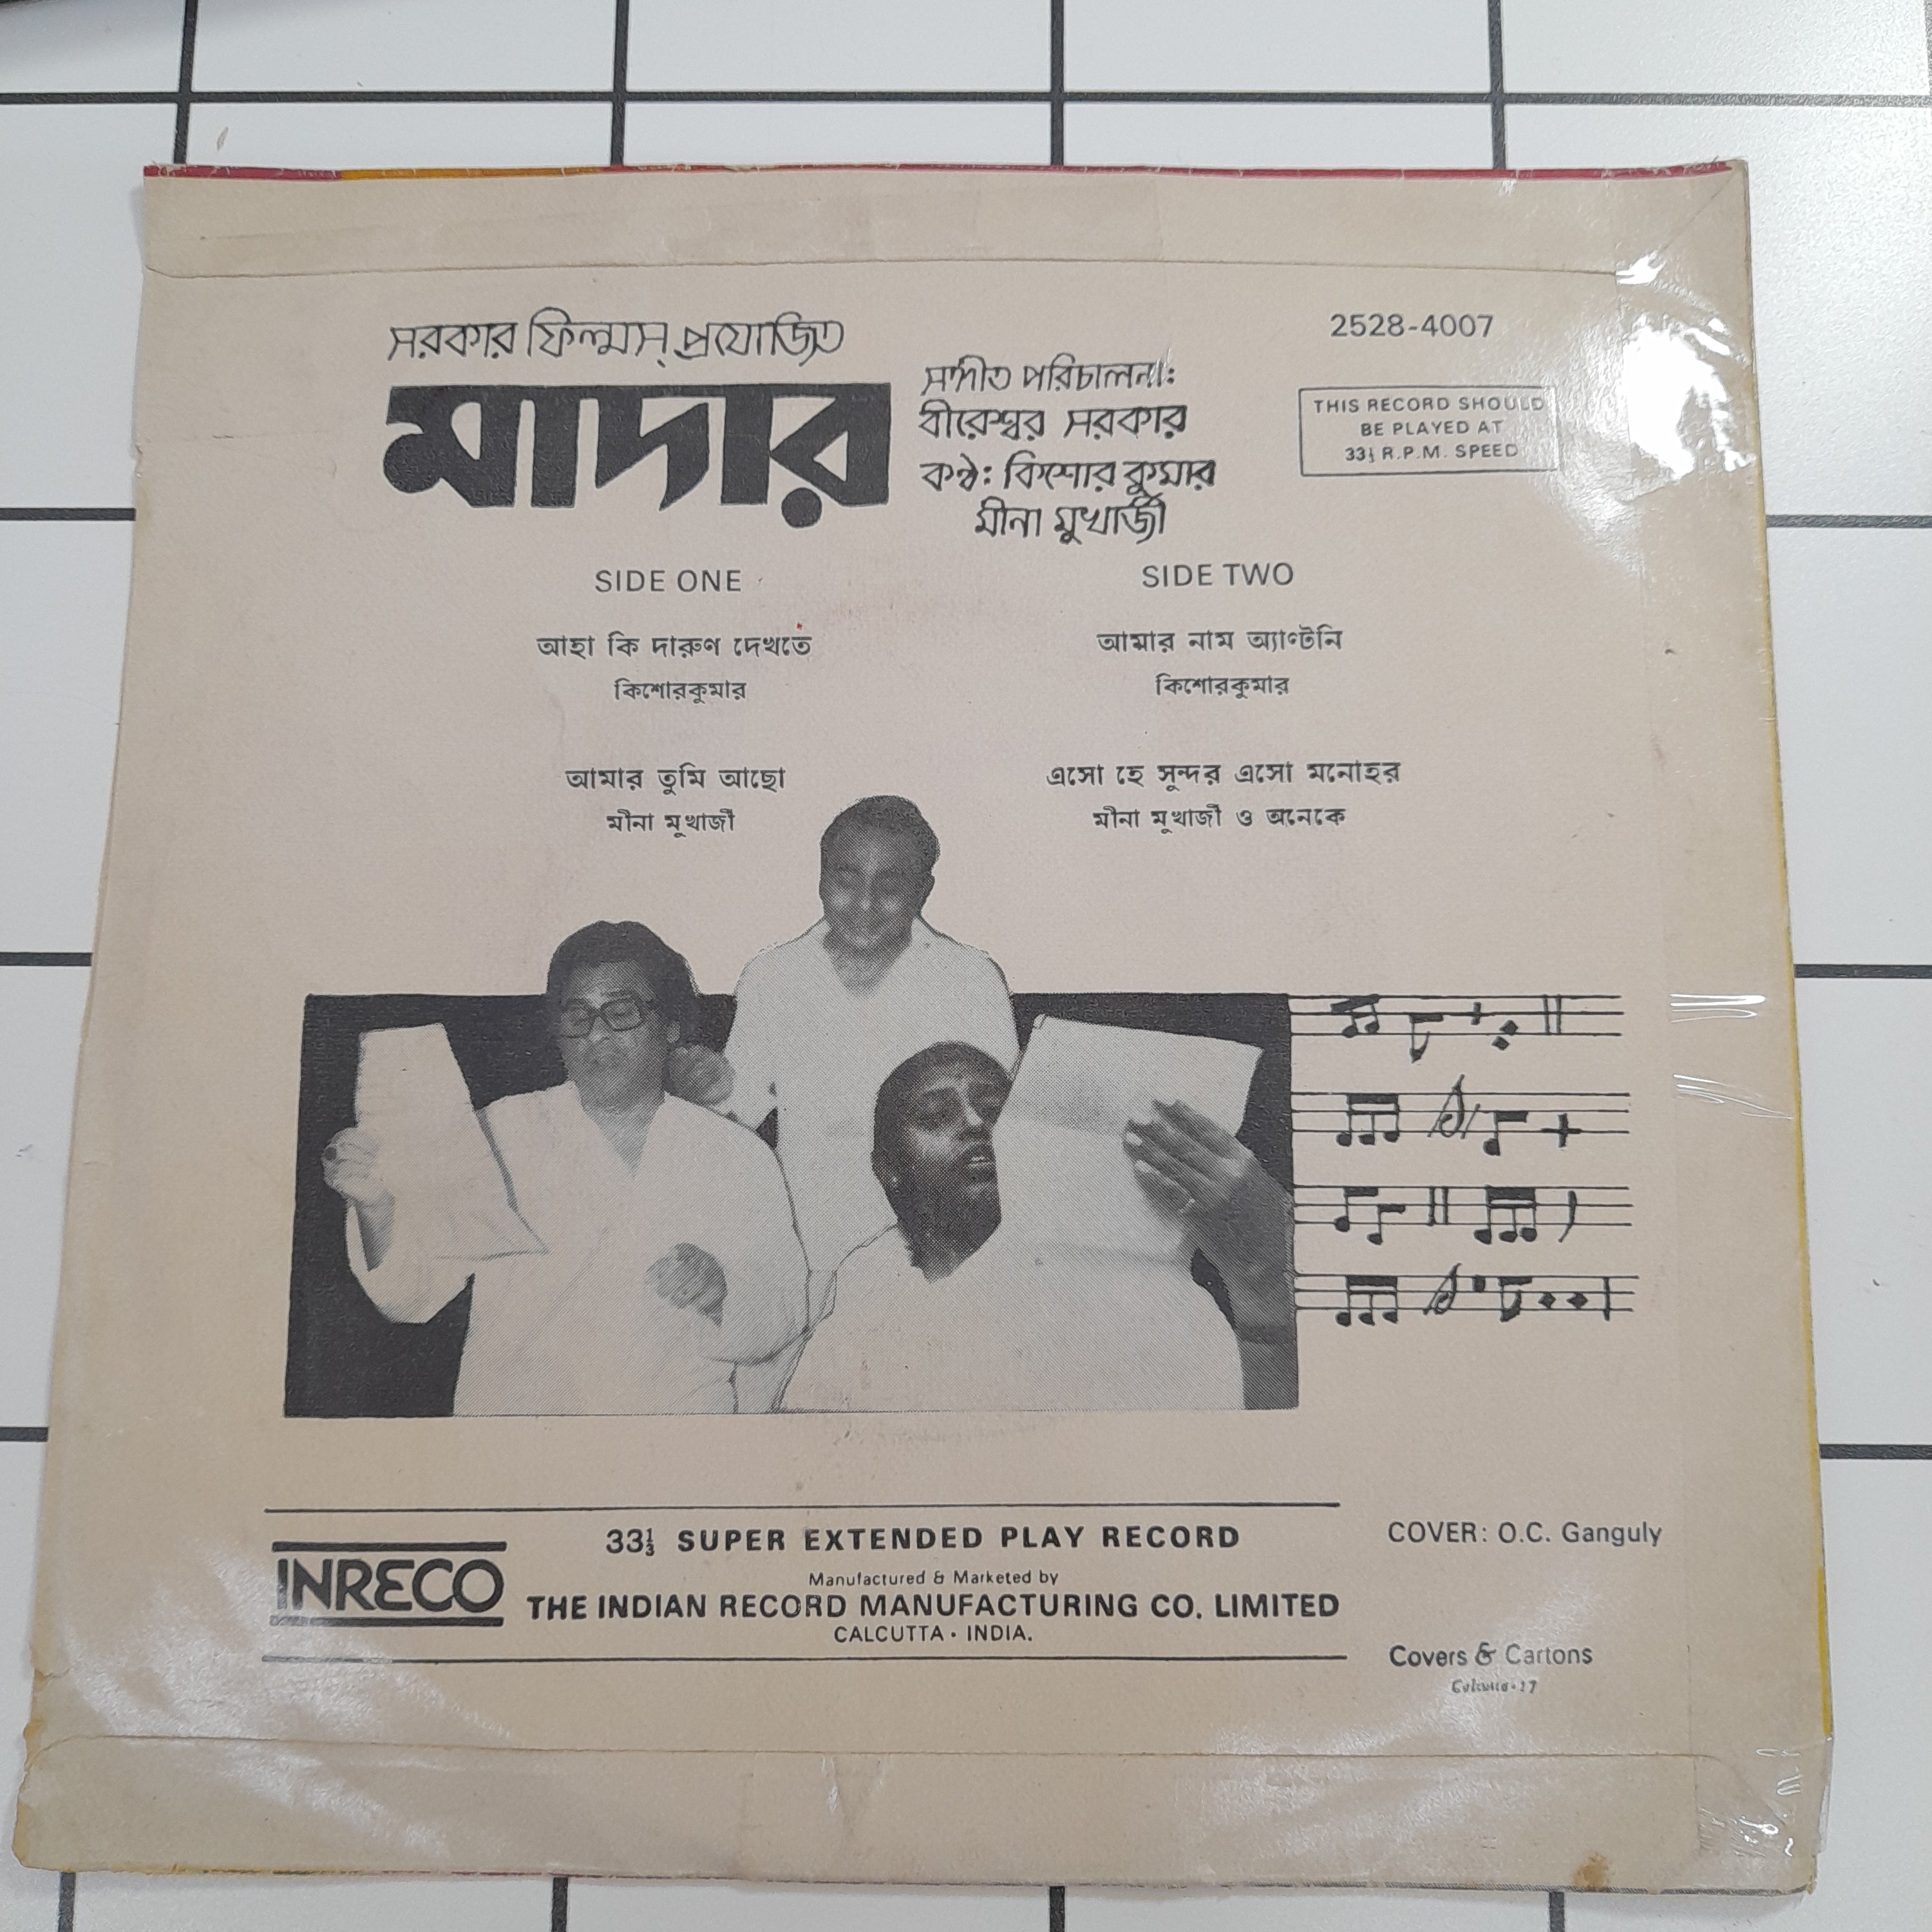 সরকার ফিল্মস্ প্রযোজিত
মাদার
সঙ্গীত পরিচালনা:
বীরেশ্বর সরকার
কন্ঠ: কিশোর কুমার
মীনা মুখার্জী
2528-4007
THIS RECORD SHOULD
BE PLAYED AT
33⅓ R.P.M. SPEED
SIDE ONE
আহা কি দারুণ দেখতে
কিশোরকুমার
আমার তুমি আছো
মীনা মুখার্জী
SIDE TWO
আমার নাম অ্যাণ্টনি
কিশোরকুমার
এসো হে সুন্দর এসো মনোহর
মীনা মুখার্জী ও অনেকে
INRECO
33⅓ SUPER EXTENDED PLAY RECORD
Manufactured & Marketed by
THE INDIAN RECORD MANUFACTURING CO. LIMITED
CALCUTTA • INDIA.
COVER: O.C. Ganguly
Covers & Cartons